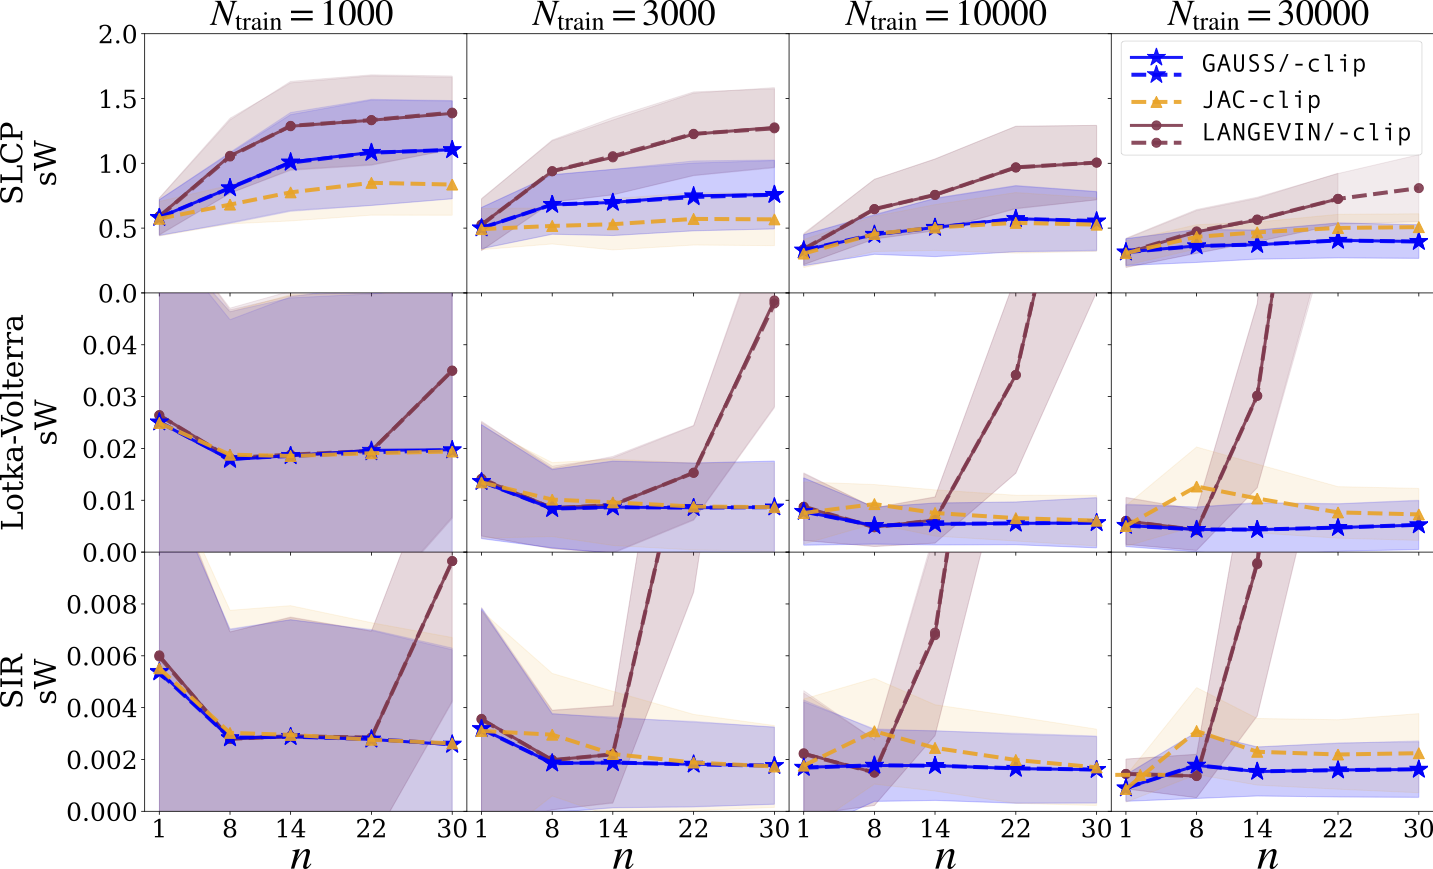 N_train = 1000
N_train = 3000
N_train = 10000
N_train = 30000
SLCP
sW
2.0
1.5
1.0
0.5
0.0
GAUSS/-clip
JAC-clip
LANGEVIN/-clip
Lotka-Volterra
sW
0.04
0.03
0.02
0.01
0.00
SIR
sW
0.008
0.006
0.004
0.002
0.000
1 8 14 22 30
1 8 14 22 30
1 8 14 22 30
1 8 14 22 30
n
n
n
n